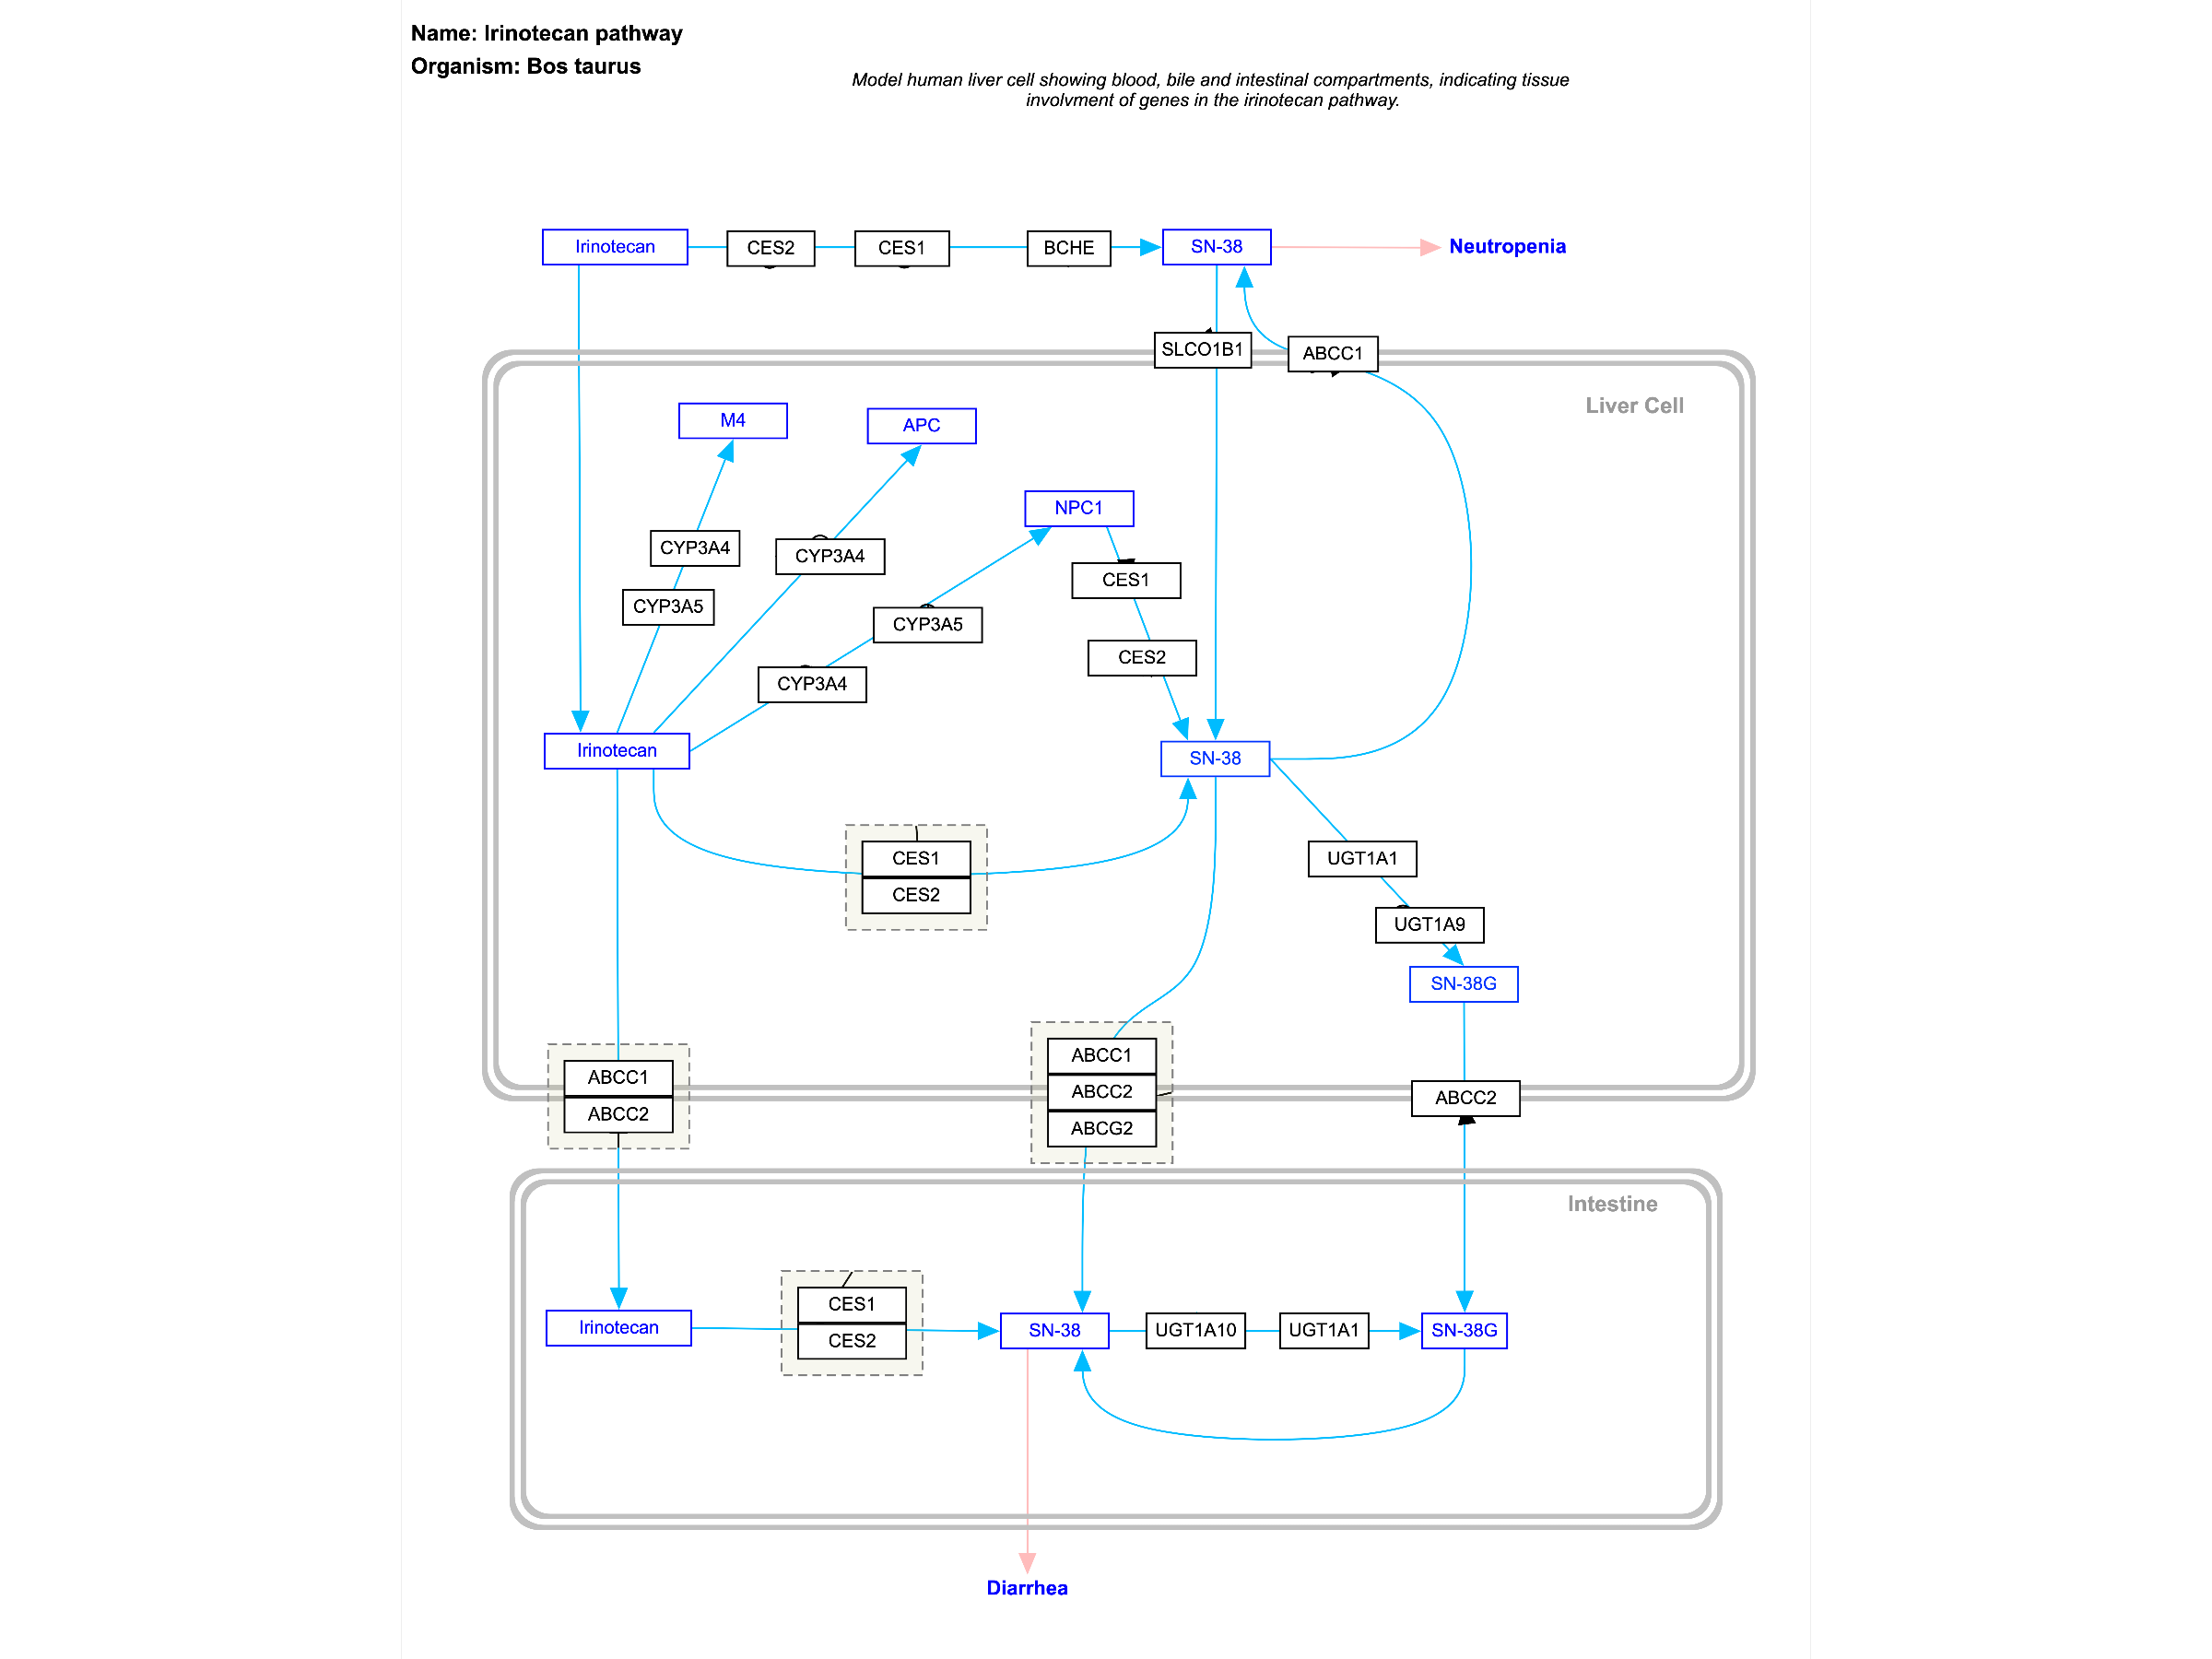 Name: Irinotecan pathway
Organism: Bos taurus
Model human liver cell showing blood, bile and intestinal compartments, indicating tissue
involvment of genes in the irinotecan pathway.
Irinotecan
CES2
CES1
BCHE
SN-38
Neutropenia
SLCO1B1
ABCC1
Liver Cell
M4
APC
NPC1
CYP3A4
CYP3A4
CES1
CYP3A5
CYP3A5
CES2
CYP3A4
Irinotecan
SN-38
CES1
CES2
UGT1A1
UGT1A9
SN-38G
ABCC1
ABCC2
ABCC1
ABCC2
ABCG2
ABCC2
Intestine
Irinotecan
CES1
CES2
SN-38
UGT1A10
UGT1A1
SN-38G
Diarrhea